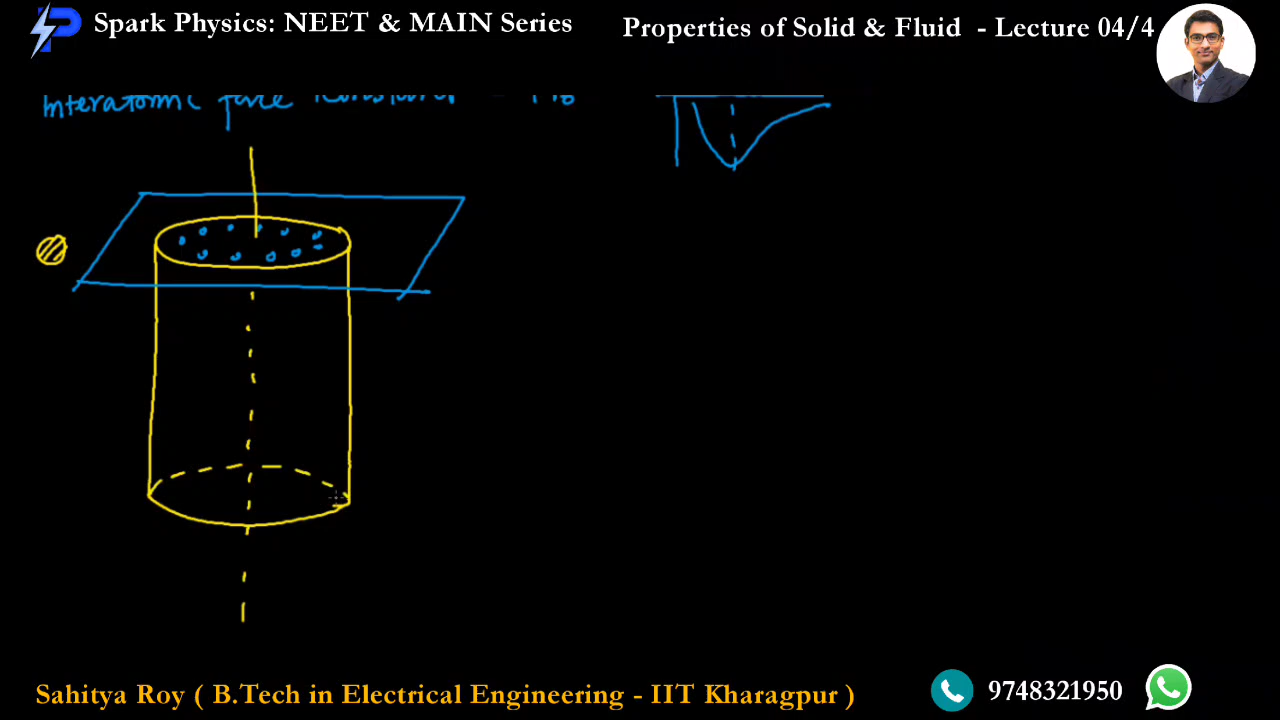 Spark Physics: NEET & MAIN Series
Properties of Solid & Fluid - Lecture 04/4
Interatomic force
Sahitya Roy ( B.Tech in Electrical Engineering - IIT Kharagpur )
9748321950